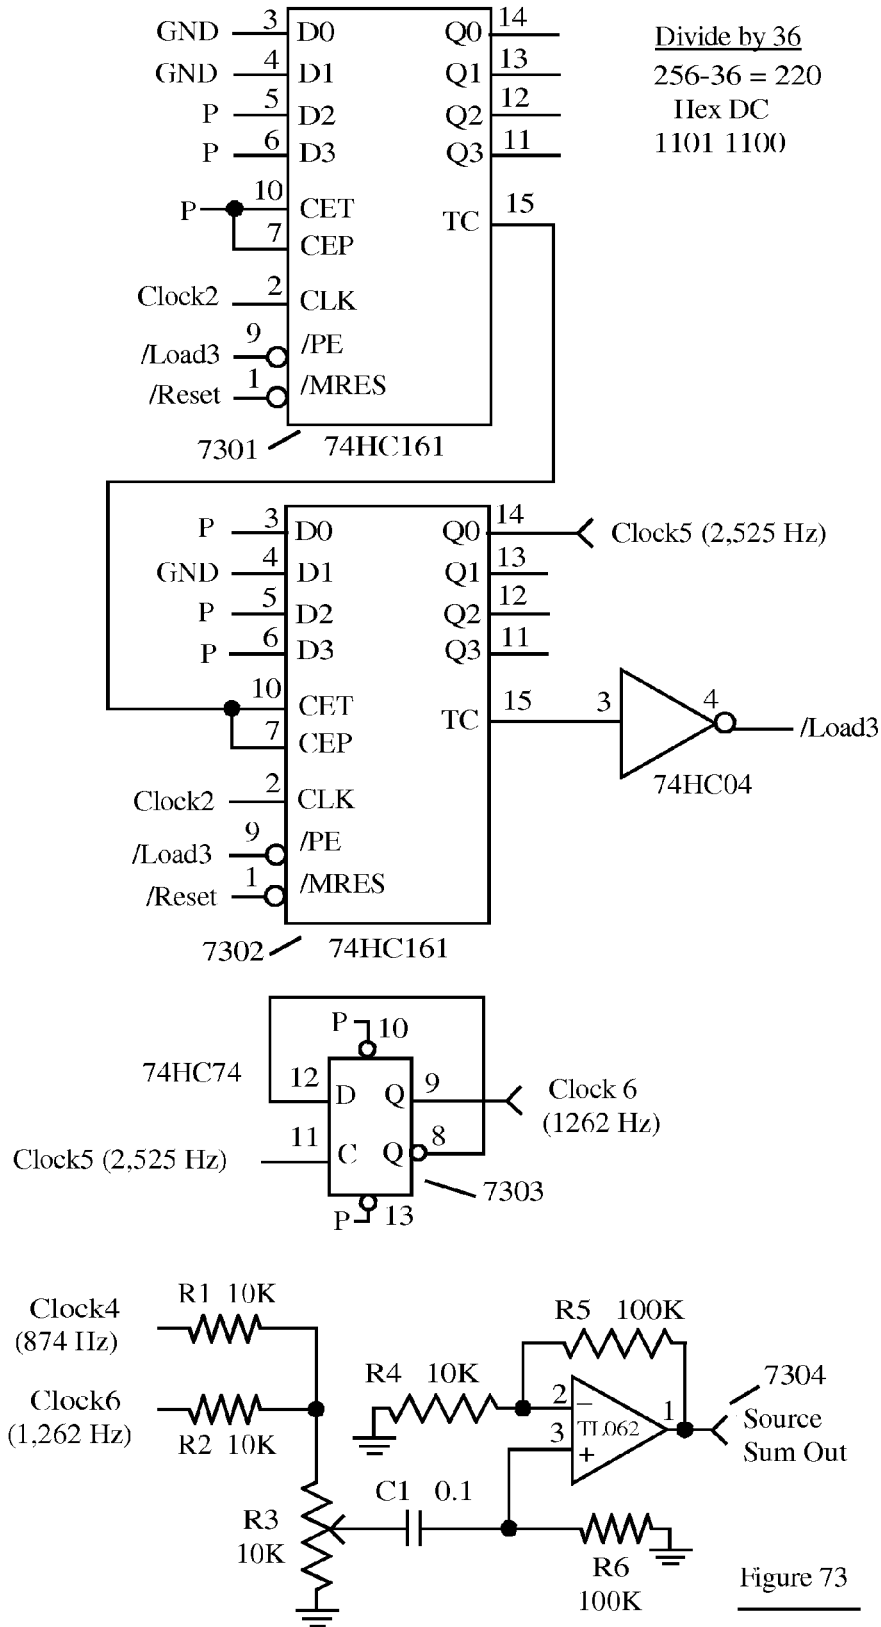 GND 3 D0 Q0 14
GND 4 D1 Q1 13
P 5 D2 Q2 12
P 6 D3 Q3 11
P 10 CET
7 CEP
TC 15
Clock2 2 CLK
/Load3 9 /PE
/Reset 1 /MRES
7301 74HC161
Divide by 36
256-36 = 220
Hex DC
1101 1100
P 3 D0 Q0 14 Clock5 (2,525 Hz)
GND 4 D1 Q1 13
P 5 D2 Q2 12
P 6 D3 Q3 11
10 CET
7 CEP
TC 15 3 4 /Load3
74HC04
Clock2 2 CLK
/Load3 9 /PE
/Reset 1 /MRES
7302 74HC161
P 10
74HC74
12 D Q 9
Clock 6
(1262 Hz)
Clock5 (2,525 Hz) 11 C Q 8
7303
P 13
Clock4
(874 Hz)
R1 10K
Clock6
(1,262 Hz)
R2 10K
R3
10K
C1 0.1
R4 10K
R5 100K
2 −
3 +
TL062
1
7304
Source
Sum Out
R6
100K
Figure 73